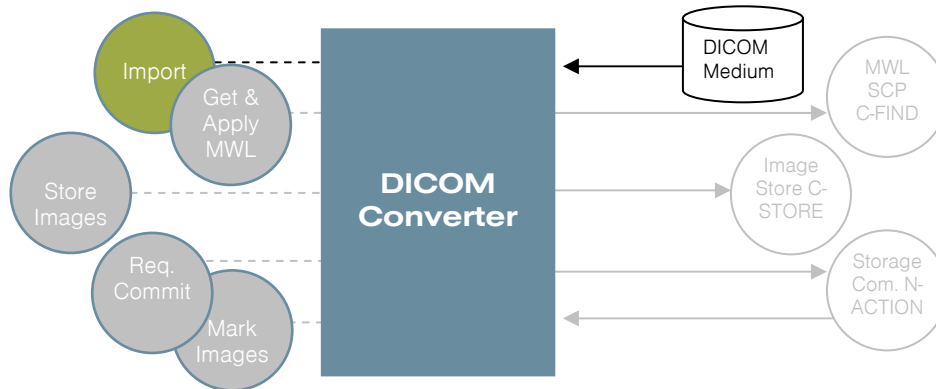 Import
Get &
Apply
MWL
Store
Images
Req.
Commit
Mark
Images
DICOM
Converter
DICOM
Medium
MWL
SCP
C-FIND
Image
Store C-
STORE
Storage
Com. N-
ACTION